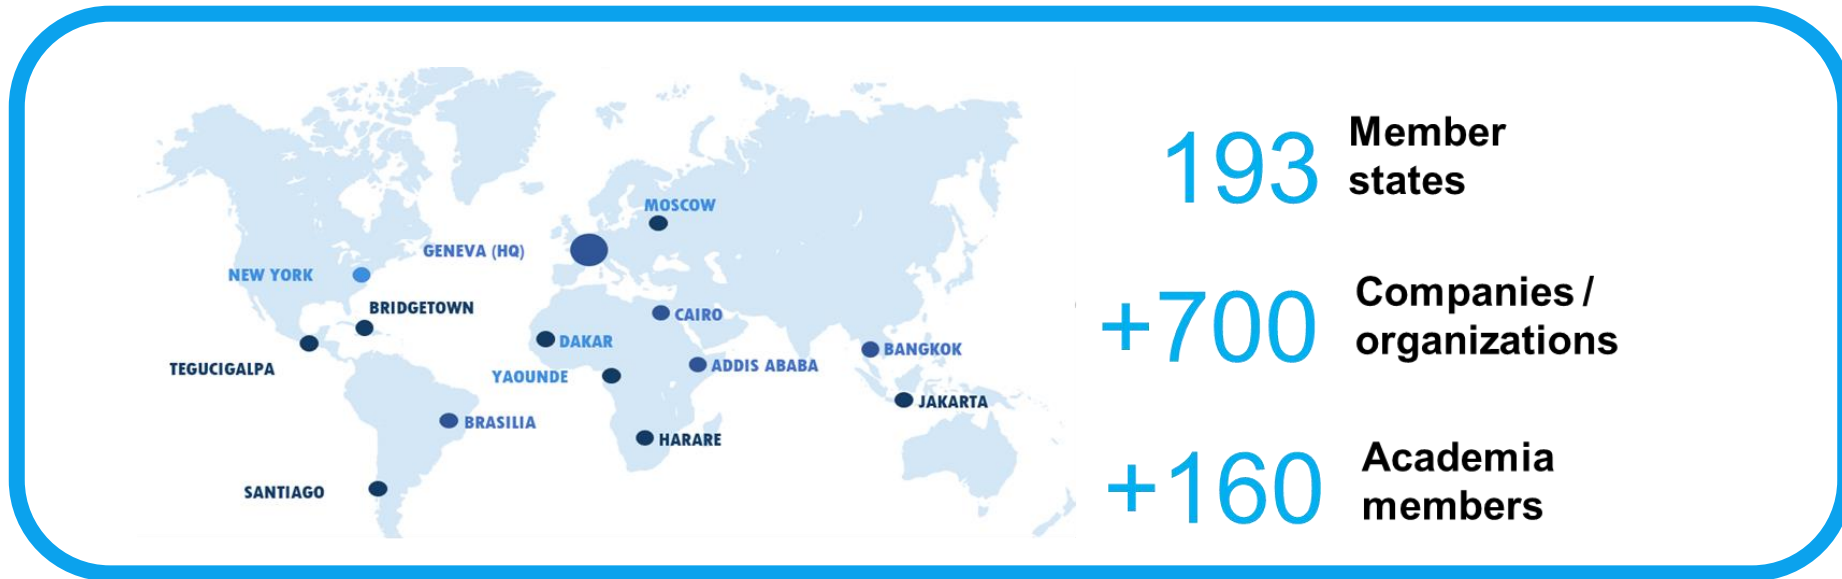 MOSCOW
GENEVA (HQ)
NEW YORK
BRIDGETOWN
CAIRO
DAKAR
BANGKOK
TEGUCIGALPA
YAOUNDE
ADDIS ABABA
JAKARTA
BRASILIA
HARARE
SANTIAGO
193 Member
states
+700 Companies /
organizations
+160 Academia
members